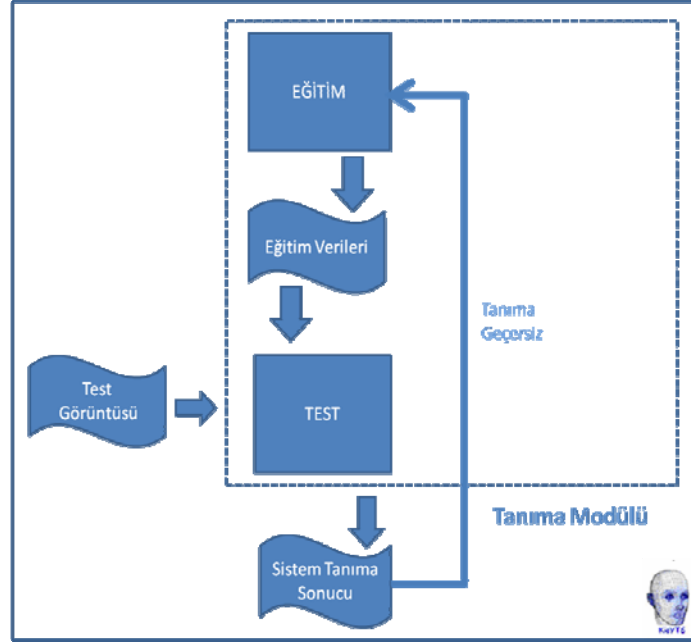 EĞİTİM
Eğitim Verileri
Tanıma
Geçersiz
Test
Görüntüsü
TEST
Tanıma Modülü
Sistem Tanıma
Sonucu